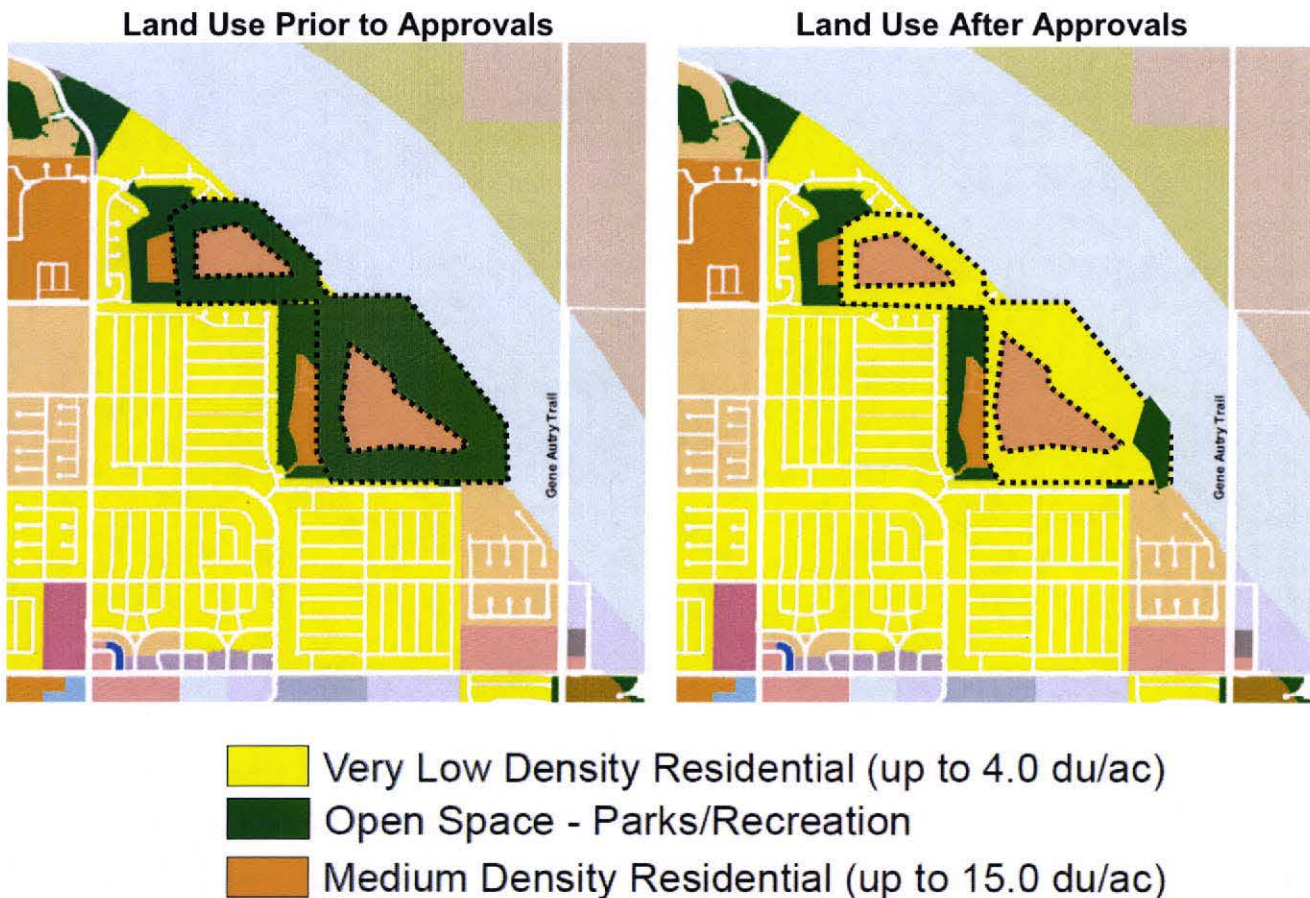 Land Use Prior to Approvals
Land Use After Approvals
Gene Autry Trail
Gene Autry Trail
Very Low Density Residential (up to 4.0 du/ac)
Open Space - Parks/Recreation
Medium Density Residential (up to 15.0 du/ac)